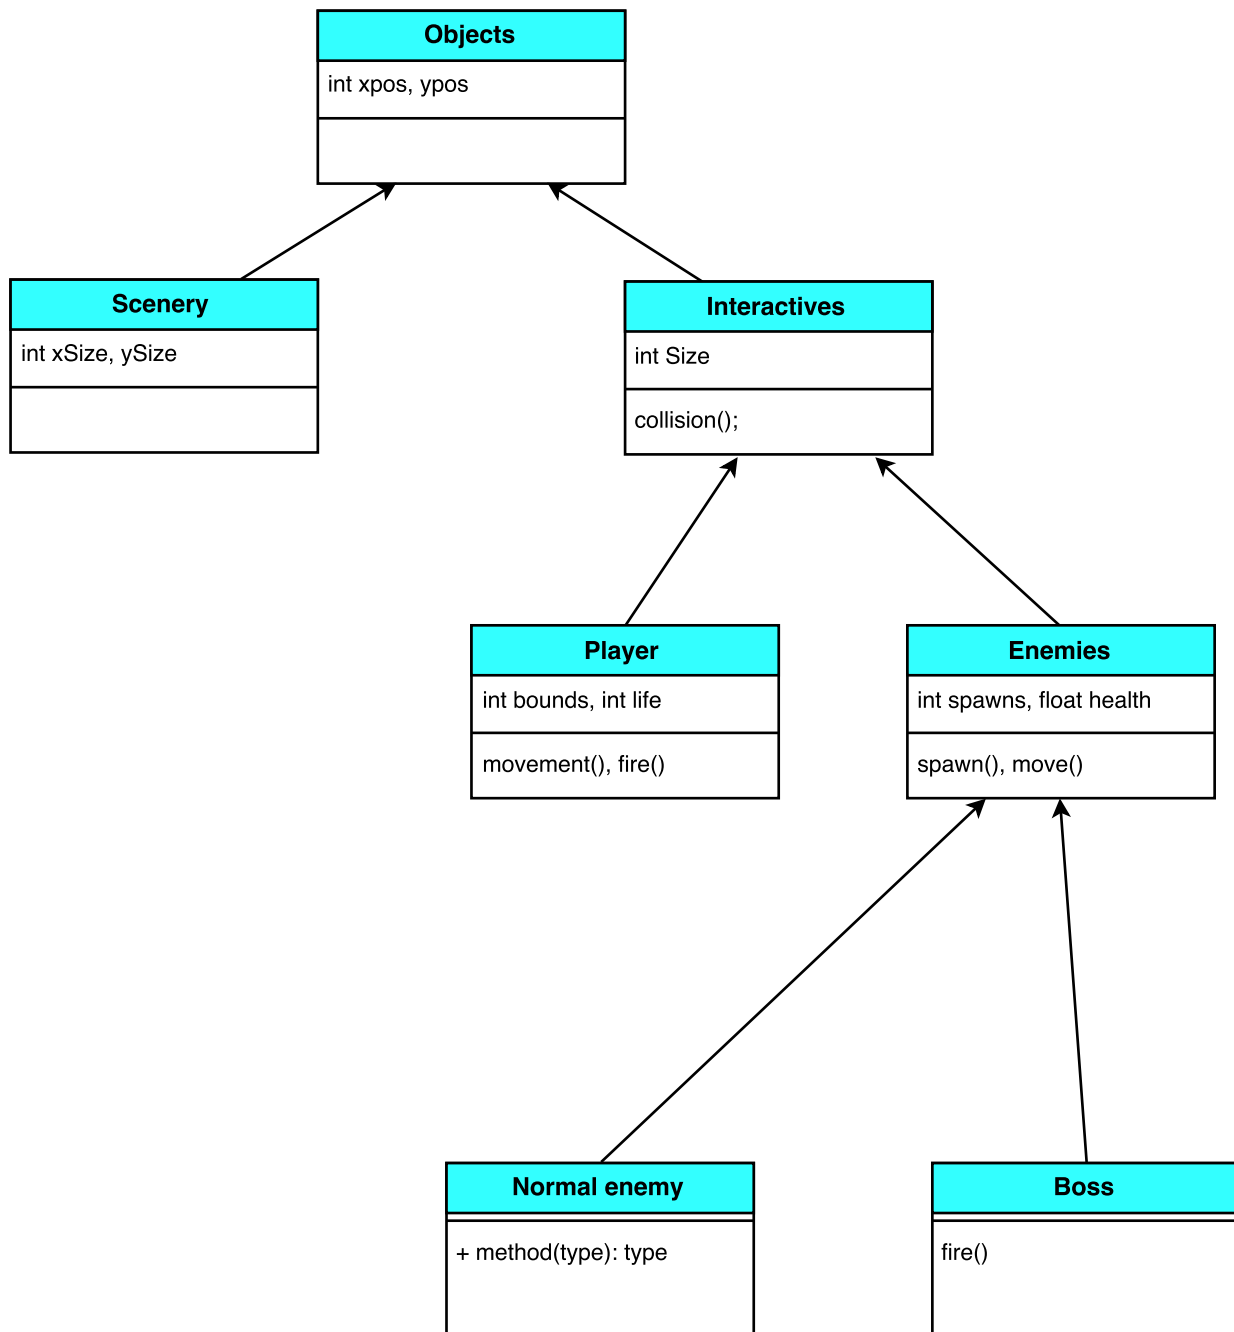 Objects
int xpos, ypos
Scenery
int xSize, ySize
Interactives
int Size
collision();
Player
int bounds, int life
movement(), fire()
Enemies
int spawns, float health
spawn(), move()
Normal enemy
+ method(type): type
Boss
fire()